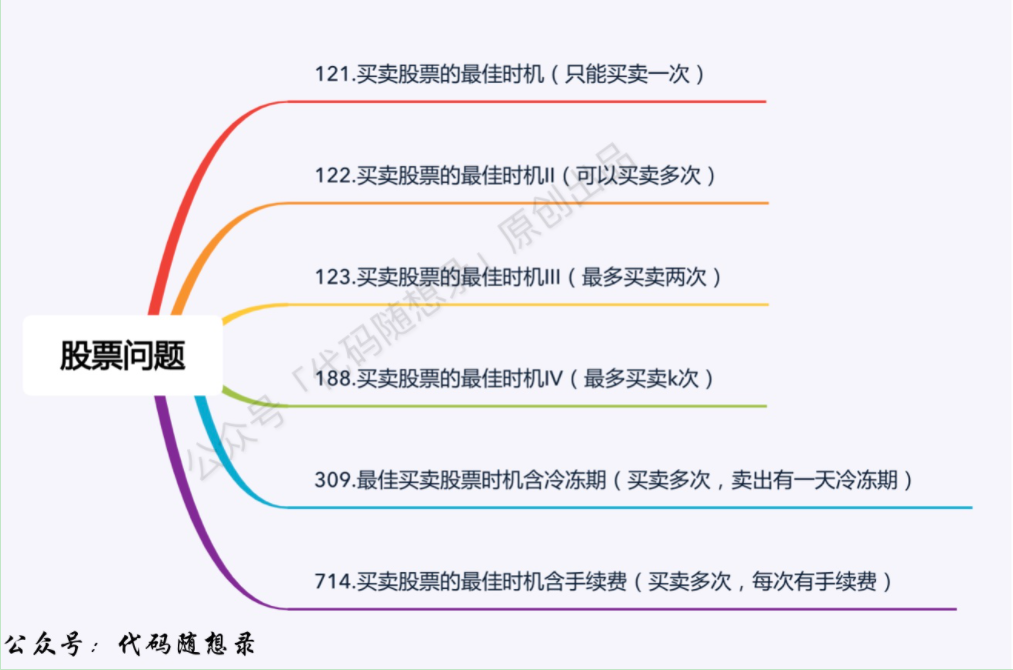 121.买卖股票的最佳时机（只能买卖一次）
122.买卖股票的最佳时机II（可以买卖多次）
123.买卖股票的最佳时机III（最多买卖两次）
股票问题
188.买卖股票的最佳时机IV（最多买卖k次）
309.最佳买卖股票时机含冷冻期（买卖多次，卖出有一天冷冻期）
714.买卖股票的最佳时机含手续费（买卖多次，每次有手续费）
公众号「代码随想录」原创出品
公众号：代码随想录